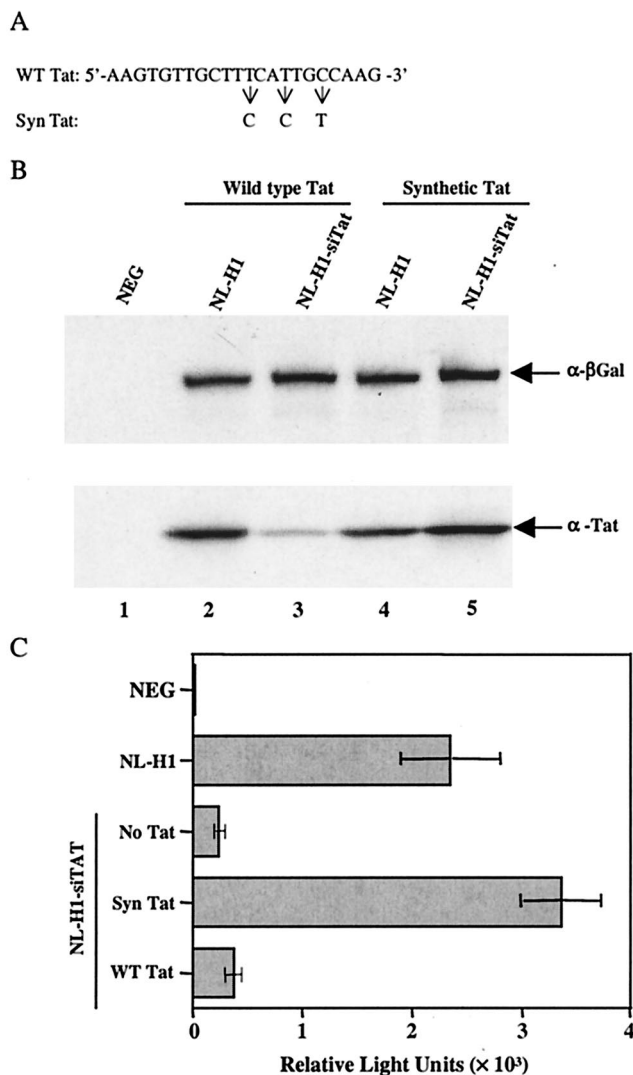 A
WT Tat: 5'-AAGTGTTGCTTTCATTGCCAAG -3'
Syn Tat: C C T
B
Wild type Tat Synthetic Tat
NEG NL-H1 NL-H1-siTat NL-H1 NL-H1-siTat
α-βGal
α -Tat
1 2 3 4 5
C
NEG
NL-H1
NL-H1-siTAT
No Tat
Syn Tat
WT Tat
0 1 2 3 4
Relative Light Units (× 10³)